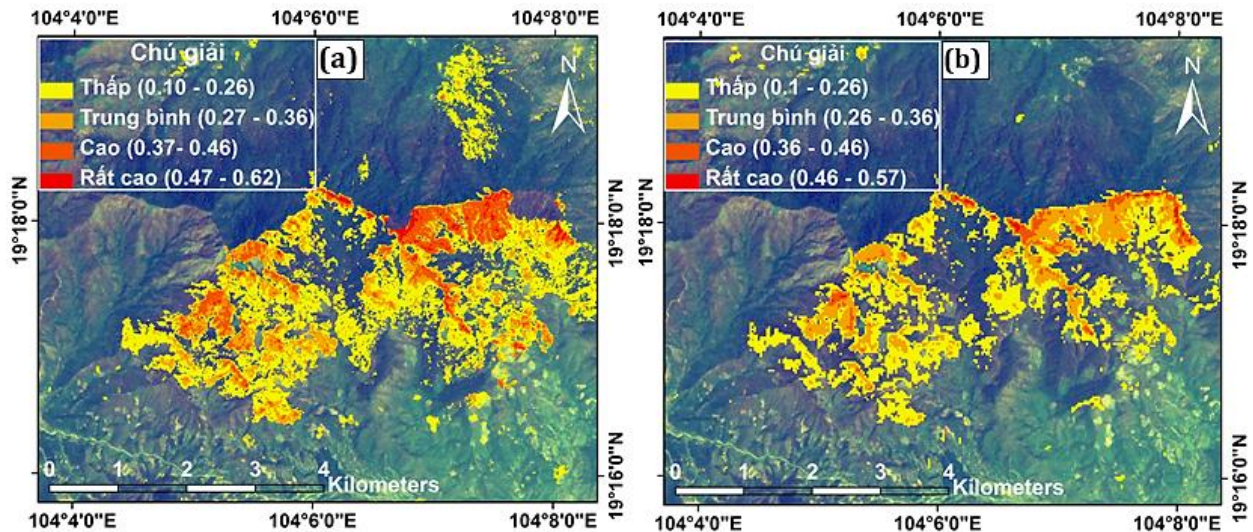 104°4'0"E 104°6'0"E 104°8'0"E
Chú giải
(a)
Thấp (0.10 - 0.26)
Trung bình (0.27 - 0.36)
Cao (0.37- 0.46)
Rất cao (0.47 - 0.62)
N
19°18'0"N
19°18'0"N
0 1 2 3 4
Kilometers
19°16'0"N
104°4'0"E 104°6'0"E 104°8'0"E
104°4'0"E 104°6'0"E 104°8'0"E
Chú giải
(b)
Thấp (0.1 - 0.26)
Trung bình (0.26 - 0.36)
Cao (0.36 - 0.46)
Rất cao (0.46 - 0.57)
N
19°18'0"N
19°18'0"N
0 1 2 3 4
Kilometers
19°16'0"N
104°4'0"E 104°6'0"E 104°8'0"E